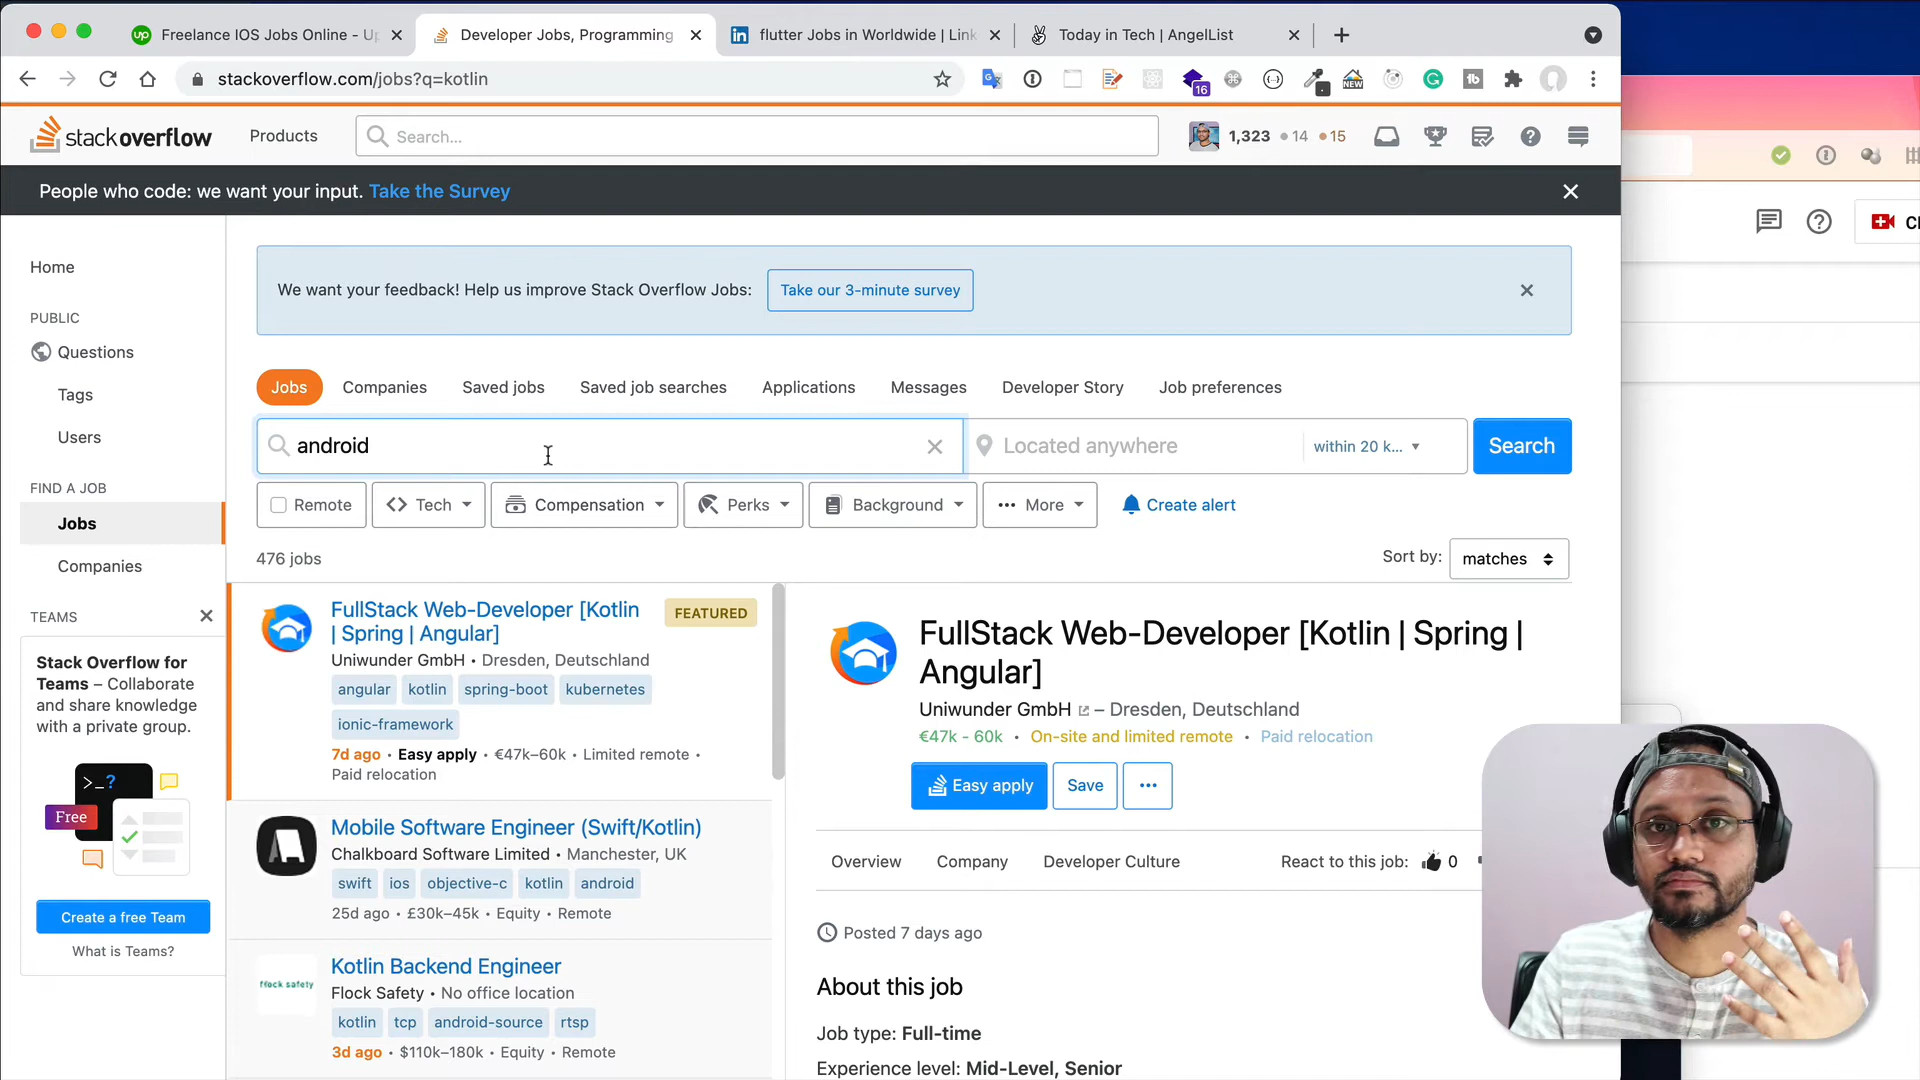 Freelance IOS Jobs Online - Up
Developer Jobs, Programming
flutter Jobs in Worldwide | Link
Today in Tech | AngelList
stackoverflow.com/jobs?q=kotlin
16
NEW
stackoverflow
Products
Search...
1,323
14
15
People who code: we want your input. Take the Survey
Home
PUBLIC
Questions
Tags
Users
FIND A JOB
Jobs
Companies
TEAMS
Stack Overflow for
Teams – Collaborate
and share knowledge
with a private group.
>_?
Free
Create a free Team
What is Teams?
We want your feedback! Help us improve Stack Overflow Jobs:
Take our 3-minute survey
Jobs
Companies
Saved jobs
Saved job searches
Applications
Messages
Developer Story
Job preferences
android
Located anywhere
within 20 k...
Search
Remote
Tech
Compensation
Perks
Background
More
Create alert
476 jobs
Sort by:
matches
FullStack Web-Developer [Kotlin
| Spring | Angular]
FEATURED
Uniwunder GmbH • Dresden, Deutschland
angular kotlin spring-boot kubernetes
ionic-framework
7d ago • Easy apply • €47k–60k • Limited remote •
Paid relocation
Mobile Software Engineer (Swift/Kotlin)
Chalkboard Software Limited • Manchester, UK
swift ios objective-c kotlin android
25d ago • £30k–45k • Equity • Remote
flock safety
Kotlin Backend Engineer
Flock Safety • No office location
kotlin tcp android-source rtsp
3d ago • $110k–180k • Equity • Remote
FullStack Web-Developer [Kotlin | Spring |
Angular]
Uniwunder GmbH – Dresden, Deutschland
€47k - 60k • On-site and limited remote • Paid relocation
Easy apply
Save
Overview
Company
Developer Culture
React to this job:
0
Posted 7 days ago
About this job
Job type: Full-time
Experience level: Mid-Level, Senior